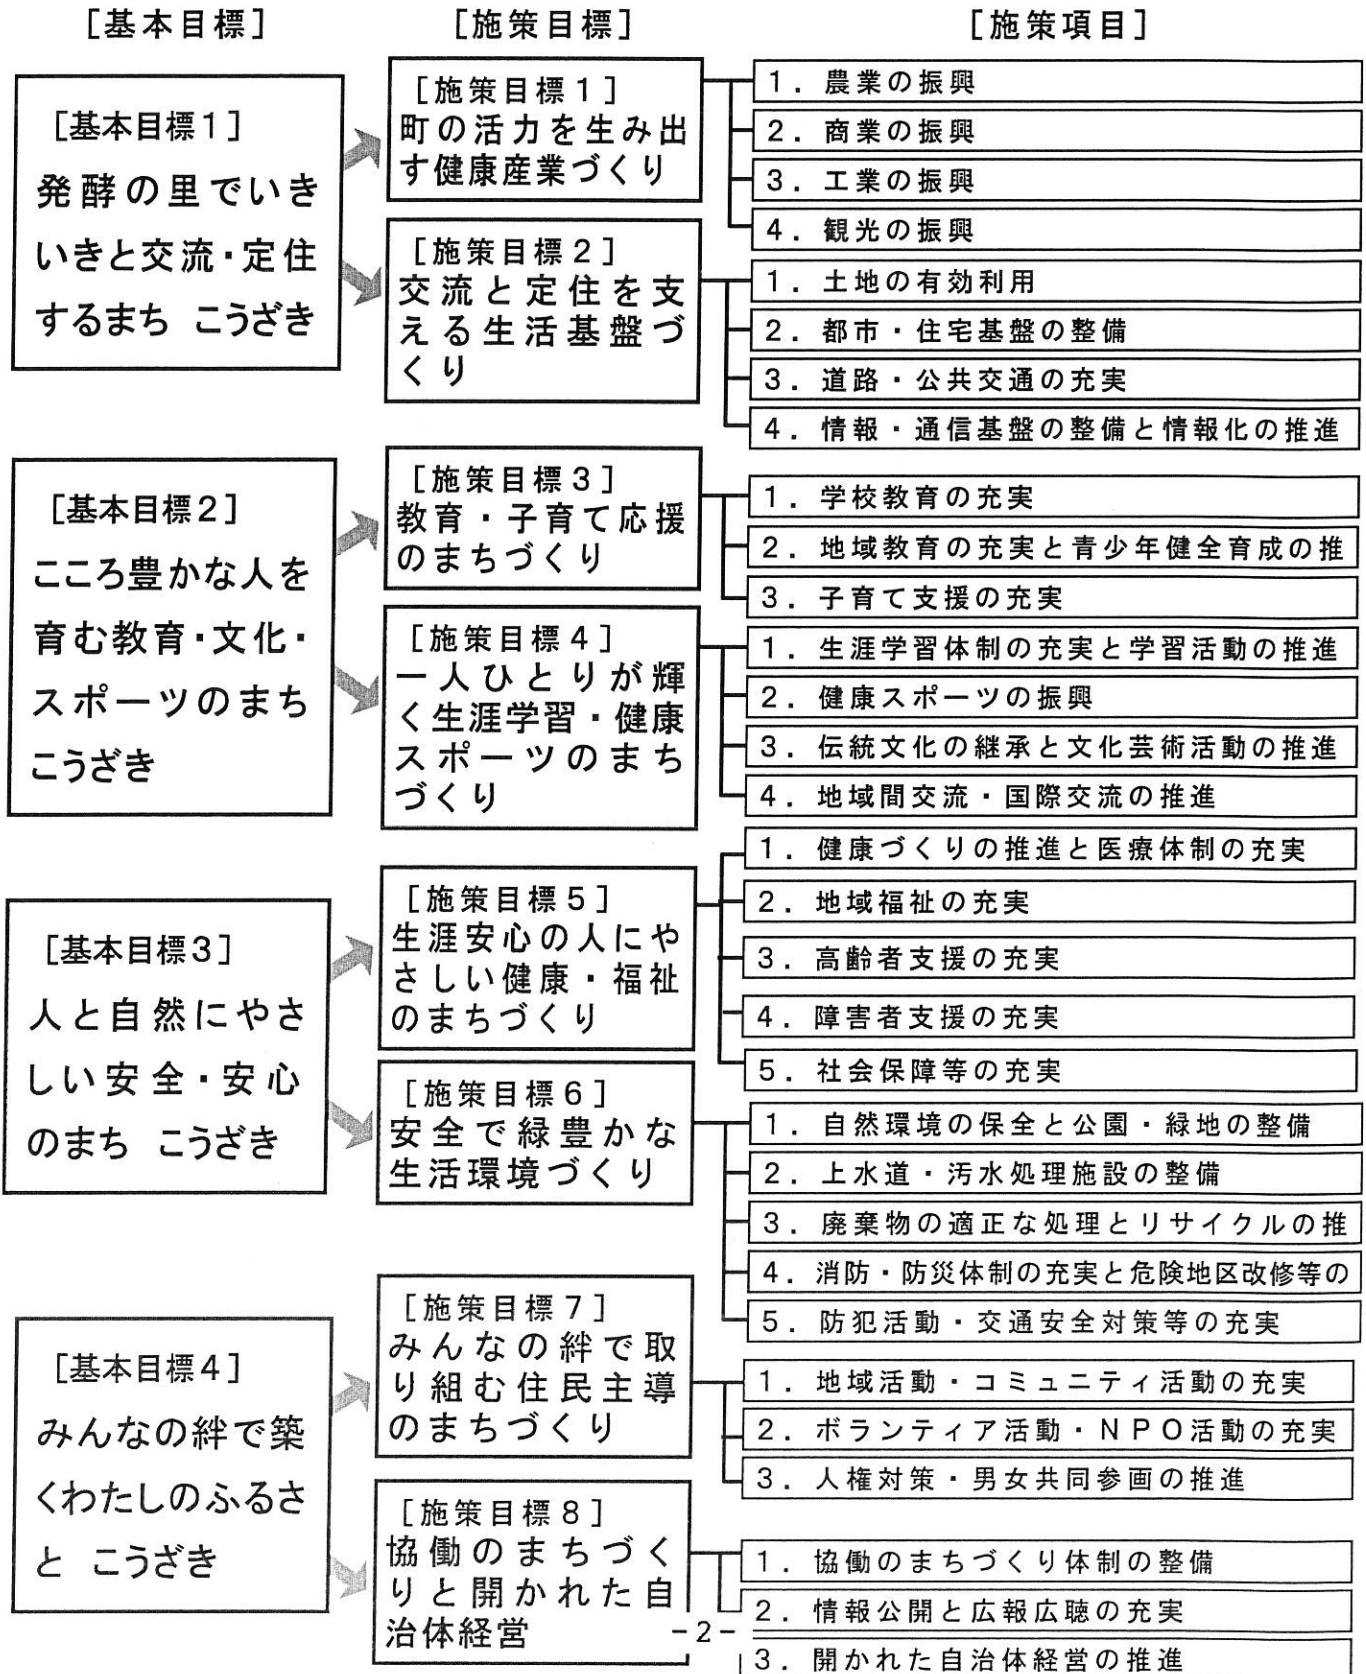 [基本目標]
[施策目標]
[施策項目]
[基本目標1]
発酵の里でいき
いきと交流・定住
するまち こうざき
[施策目標1]
町の活力を生み出
す健康産業づくり
1. 農業の振興
2. 商業の振興
3. 工業の振興
4. 観光の振興
[施策目標2]
交流と定住を支
える生活基盤づ
くり
1. 土地の有効利用
2. 都市・住宅基盤の整備
3. 道路・公共交通の充実
4. 情報・通信基盤の整備と情報化の推進
[基本目標2]
こころ豊かな人を
育む教育・文化・
スポーツのまち
こうざき
[施策目標3]
教育・子育て応援
のまちづくり
1. 学校教育の充実
2. 地域教育の充実と青少年健全育成の推
3. 子育て支援の充実
[施策目標4]
一人ひとりが輝
く生涯学習・健康
スポーツのまち
づくり
1. 生涯学習体制の充実と学習活動の推進
2. 健康スポーツの振興
3. 伝統文化の継承と文化芸術活動の推進
4. 地域間交流・国際交流の推進
[基本目標3]
人と自然にやさ
しい安全・安心
のまち こうざき
[施策目標5]
生涯安心の人にや
さしい健康・福祉
のまちづくり
1. 健康づくりの推進と医療体制の充実
2. 地域福祉の充実
3. 高齢者支援の充実
4. 障害者支援の充実
5. 社会保障等の充実
[施策目標6]
安全で緑豊かな
生活環境づくり
1. 自然環境の保全と公園・緑地の整備
2. 上水道・汚水処理施設の整備
3. 廃棄物の適正な処理とリサイクルの推
4. 消防・防災体制の充実と危険地区改修等の
5. 防犯活動・交通安全対策等の充実
[基本目標4]
みんなの絆で築
くわたしのふるさ
と こうざき
[施策目標7]
みんなの絆で取
り組む住民主導
のまちづくり
1. 地域活動・コミュニティ活動の充実
2. ボランティア活動・NPO活動の充実
3. 人権対策・男女共同参画の推進
[施策目標8]
協働のまちづく
りと開かれた自
治体経営
1. 協働のまちづくり体制の整備
2. 情報公開と広報広聴の充実
3. 開かれた自治体経営の推進
-2-